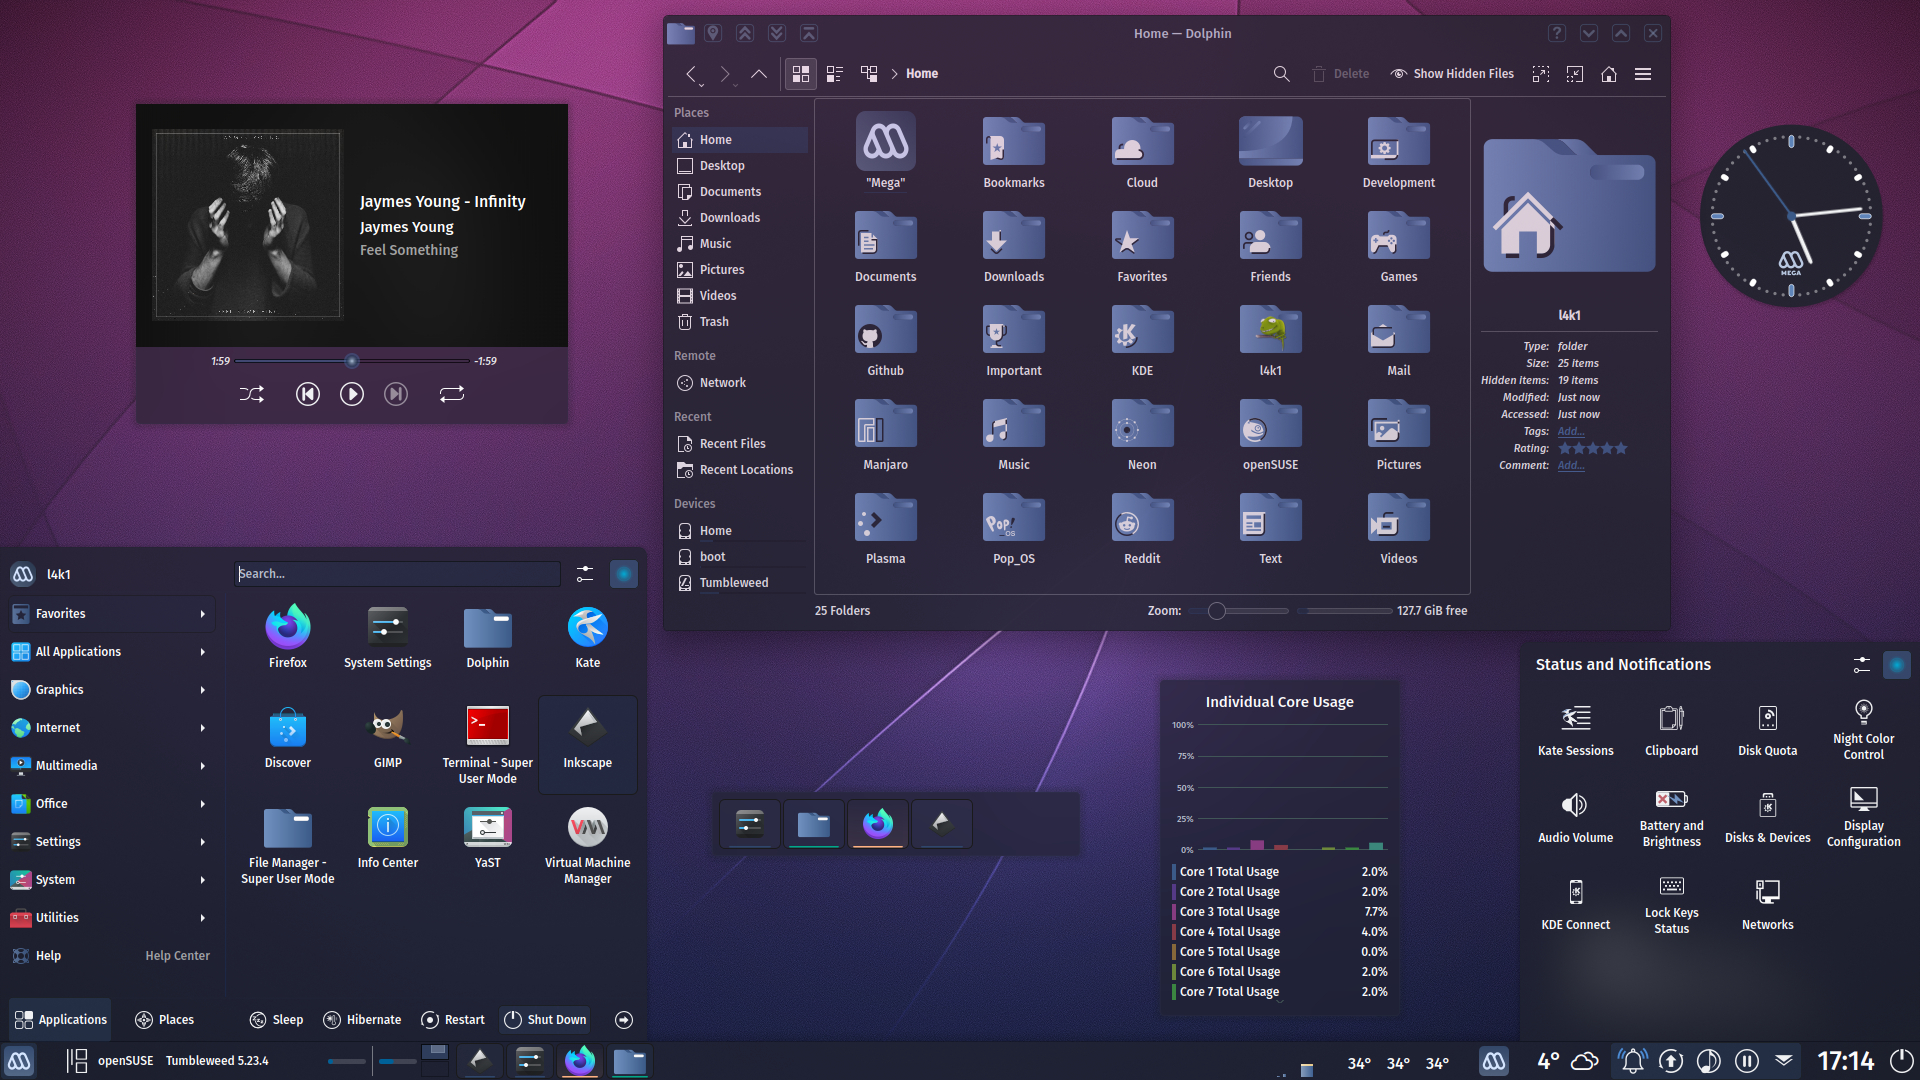 Home — Dolphin
Home
Delete
Show Hidden Files
Places
Home
Desktop
Documents
Downloads
Music
Pictures
Videos
Trash
Remote
Network
Recent
Recent Files
Recent Locations
Devices
Home
boot
Tumbleweed
"Mega"
Bookmarks
Cloud
Desktop
Development
Documents
Downloads
Favorites
Friends
Games
Github
Important
KDE
l4k1
Mail
Manjaro
Music
Neon
openSUSE
Pictures
Pop!
OS
Plasma
Pop_OS
Reddit
Text
Videos
25 Folders
Zoom:
127.7 GiB free
l4k1
Type: folder
Size: 25 items
Hidden items: 19 items
Modified: Just now
Accessed: Just now
Tags: Add...
Rating:
Comment: Add...
MEGA
Jaymes Young - Infinity
Jaymes Young
Feel Something
1:59
-1:59
l4k1
Search...
Favorites
All Applications
Graphics
Internet
Multimedia
Office
Settings
System
Utilities
Help
Help Center
Firefox
System Settings
Dolphin
Kate
Discover
GIMP
>_
Terminal - Super
User Mode
Inkscape
File Manager -
Super User Mode
Info Center
YaST
VM
Virtual Machine
Manager
Applications
Places
Sleep
Hibernate
Restart
Shut Down
Individual Core Usage
100%
75%
50%
25%
0%
Core 1 Total Usage 2.0%
Core 2 Total Usage 2.0%
Core 3 Total Usage 7.7%
Core 4 Total Usage 4.0%
Core 5 Total Usage 0.0%
Core 6 Total Usage 2.0%
Core 7 Total Usage 2.0%
Status and Notifications
Kate Sessions
Clipboard
Disk Quota
Night Color
Control
Audio Volume
Battery and
Brightness
Disks & Devices
Display
Configuration
KDE Connect
Lock Keys
Status
Networks
openSUSE Tumbleweed 5.23.4
34° 34° 34°
4°
17:14